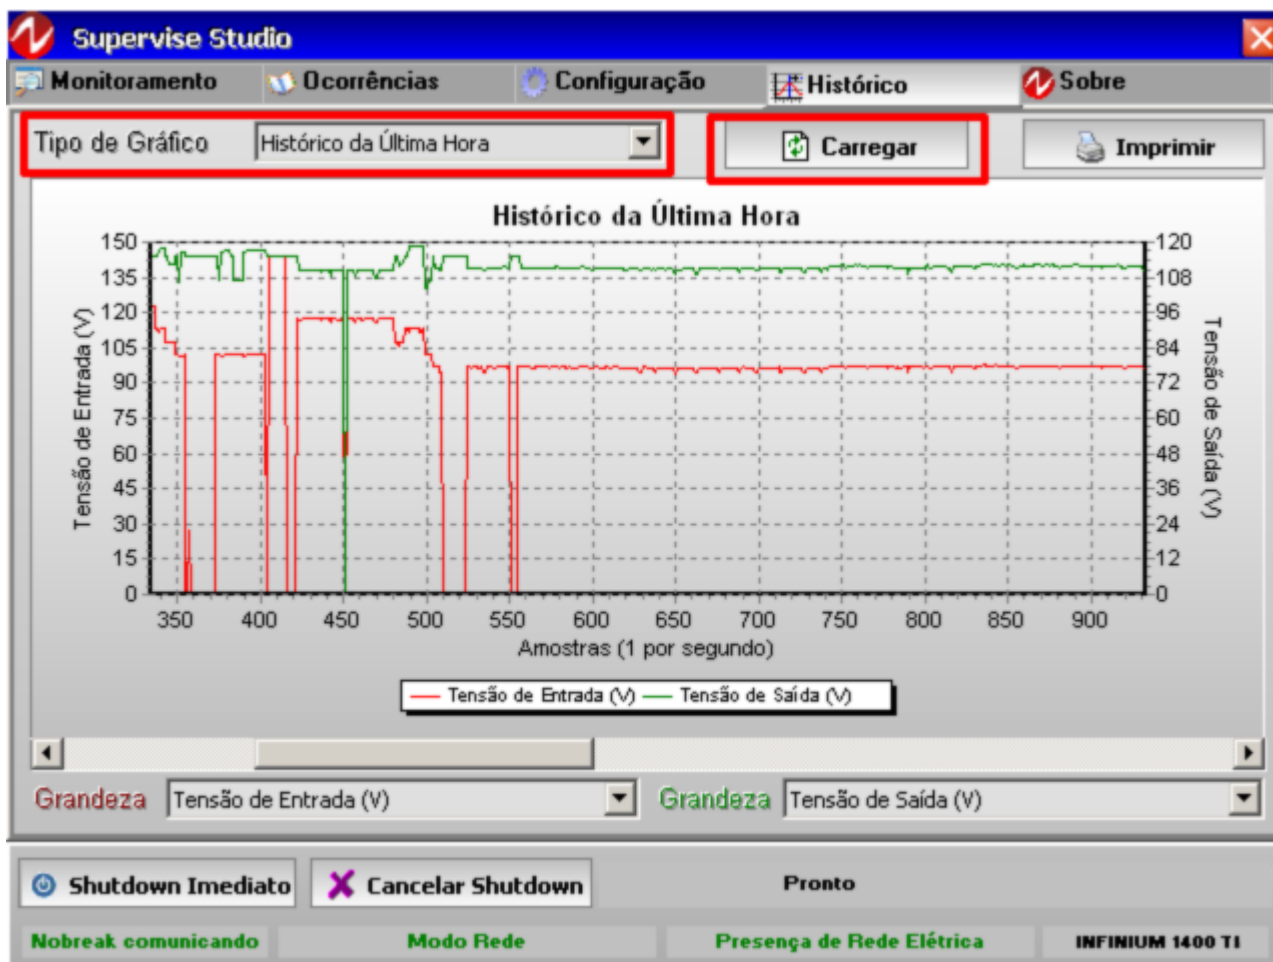 Supervise Studio
Monitoramento Ocorrências Configuração Histórico Sobre
Tipo de Gráfico Histórico da Última Hora Carregar Imprimir
Histórico da Última Hora
150 120
135 108
120 96
105 84
90 72
75 60
60 48
45 36
30 24
15 12
0 0
Tensão de Entrada (V)
Tensão de Saída (V)
350 400 450 500 550 600 650 700 750 800 850 900
Amostras (1 por segundo)
Tensão de Entrada (V) Tensão de Saída (V)
Grandeza Tensão de Entrada (V) Grandeza Tensão de Saída (V)
Shutdown Imediato Cancelar Shutdown Pronto
Nobreak comunicando Modo Rede Presença de Rede Elétrica INFINIUM 1400 TI